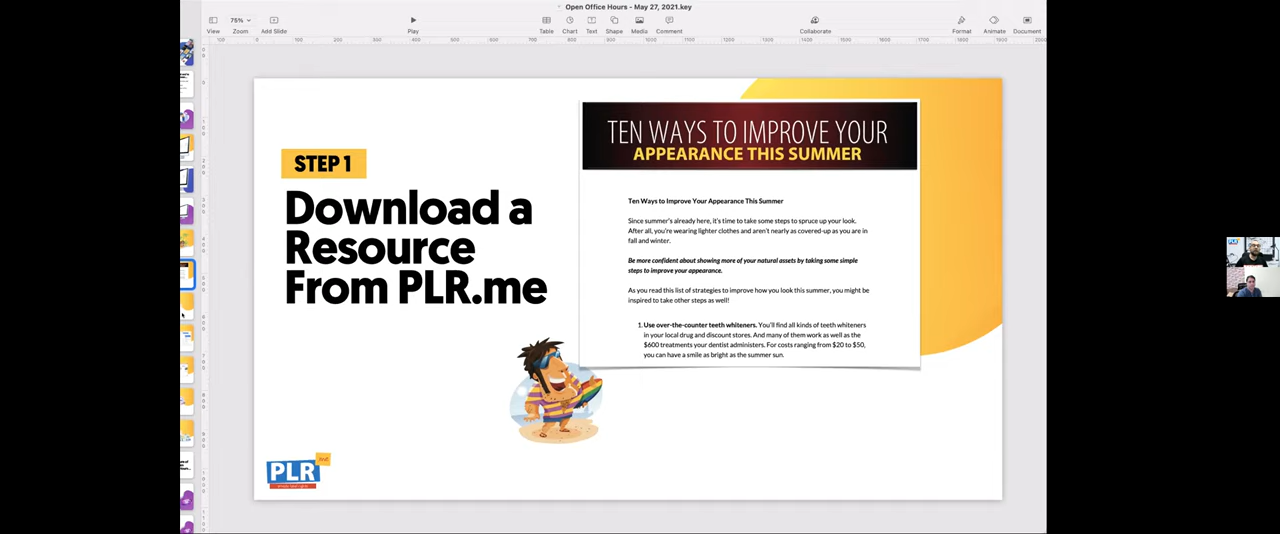 Open Office Hours - May 27, 2021.key
75%
View
Zoom
Add Slide
Play
Table
Chart
Text
Shape
Media
Comment
Collaborate
Format
Animate
Document
STEP 1
Download a
Resource
From PLR.me
TEN WAYS TO IMPROVE YOUR
APPEARANCE THIS SUMMER
Ten Ways to Improve Your Appearance This Summer
Since summer's already here, it's time to take some steps to spruce up your look.
After all, you're wearing lighter clothes and aren't nearly as covered-up as you are in
fall and winter.
Be more confident about showing more of your natural assets by taking some simple
steps to improve your appearance.
As you read this list of strategies to improve how you look this summer, you might be
inspired to take other steps as well!
1. Use over-the-counter teeth whiteners. You'll find all kinds of teeth whiteners
in your local drug and discount stores. And many of them work as well as the
$600 treatments your dentist administers. For costs ranging from $20 to $50,
you can have a smile as bright as the summer sun.
PLR
me
PLR